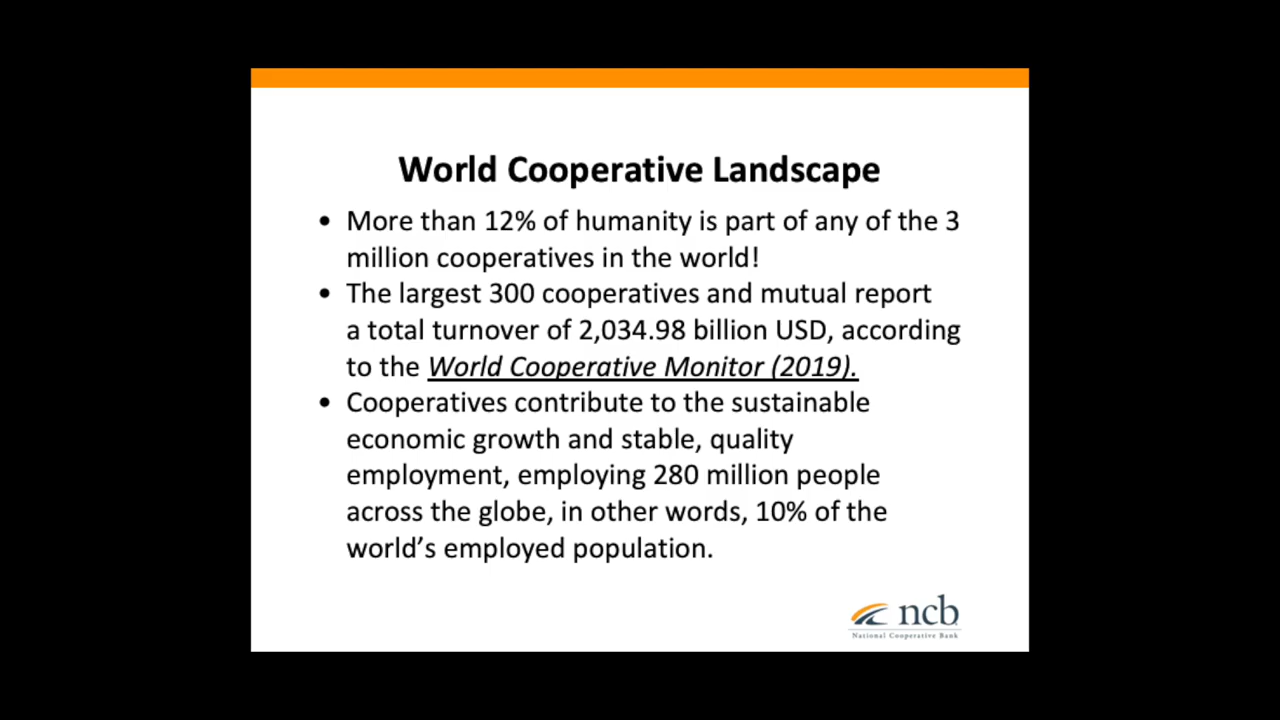 World Cooperative Landscape
• More than 12% of humanity is part of any of the 3
million cooperatives in the world!
• The largest 300 cooperatives and mutual report
a total turnover of 2,034.98 billion USD, according
to the World Cooperative Monitor (2019).
• Cooperatives contribute to the sustainable
economic growth and stable, quality
employment, employing 280 million people
across the globe, in other words, 10% of the
world’s employed population.
ncb
National Cooperative Bank